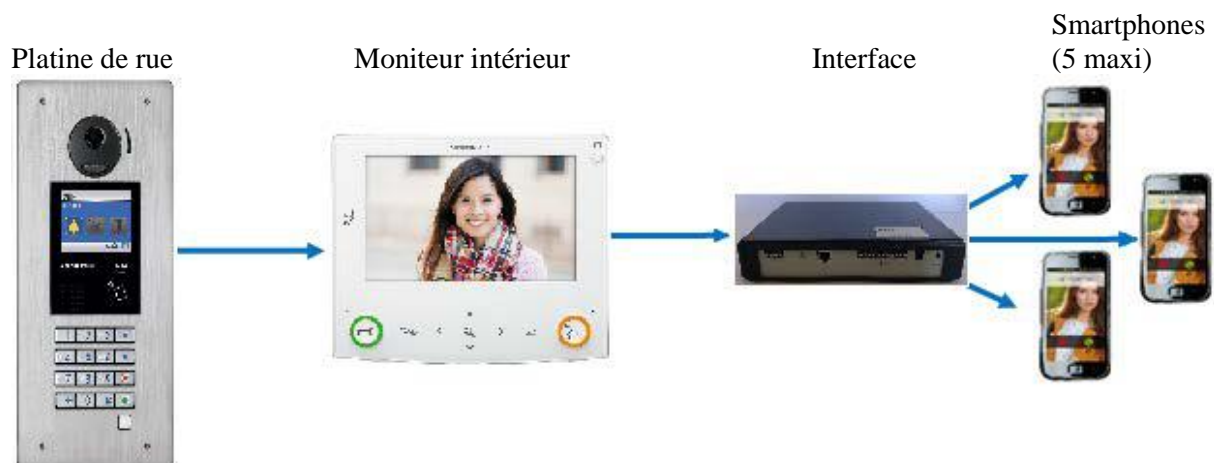 Platine de rue
Moniteur intérieur
Interface
Smartphones
(5 maxi)